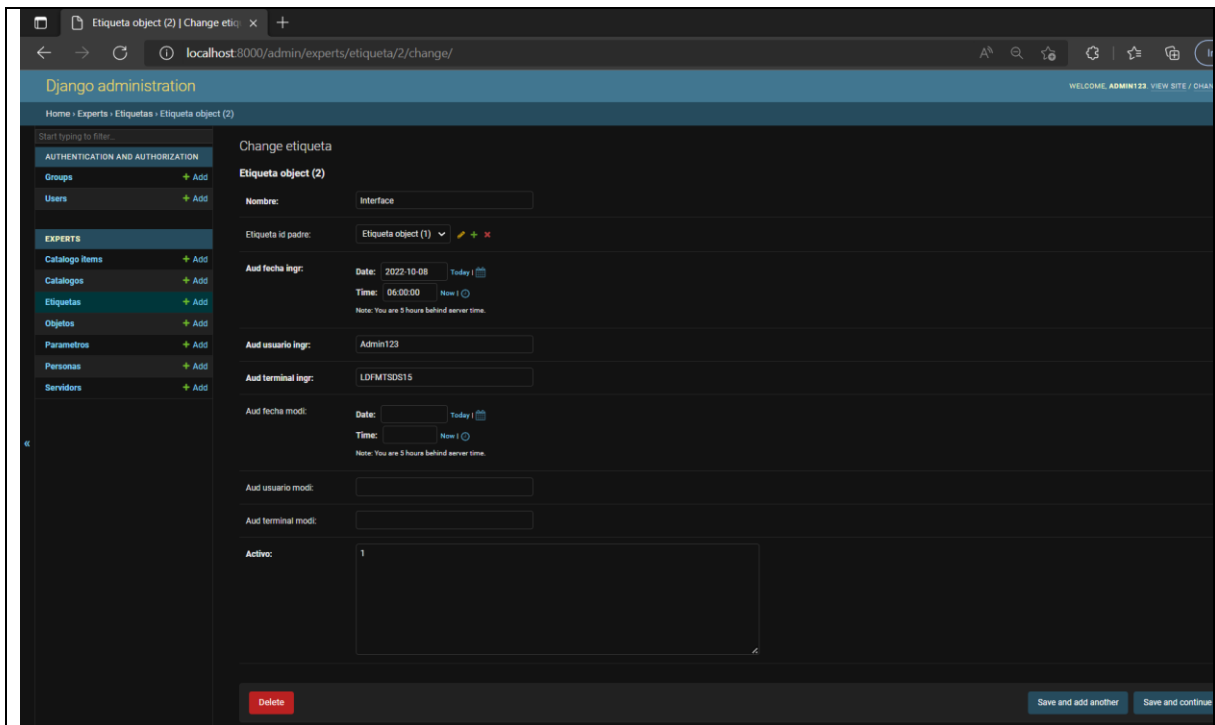 Etiqueta object (2) | Change etiq
localhost:8000/admin/experts/etiqueta/2/change/
Django administration
WELCOME, ADMIN123. VIEW SITE / CHAN
Home › Experts › Etiquetas › Etiqueta object (2)
Start typing to filter...
AUTHENTICATION AND AUTHORIZATION
Groups + Add
Users + Add
EXPERTS
Catalogo items + Add
Catalogos + Add
Etiquetas + Add
Objetos + Add
Parametros + Add
Personas + Add
Servidors + Add
«
Change etiqueta
Etiqueta object (2)
Nombre: Interface
Etiqueta id padre: Etiqueta object (1)
Aud fecha ingr: Date: 2022-10-08 Today |
Time: 06:00:00 Now |
Note: You are 5 hours behind server time.
Aud usuario ingr: Admin123
Aud terminal ingr: LDFMTSDS15
Aud fecha modi: Date: Today |
Time: Now |
Note: You are 5 hours behind server time.
Aud usuario modi:
Aud terminal modi:
Activo: 1
Delete
Save and add another
Save and continue